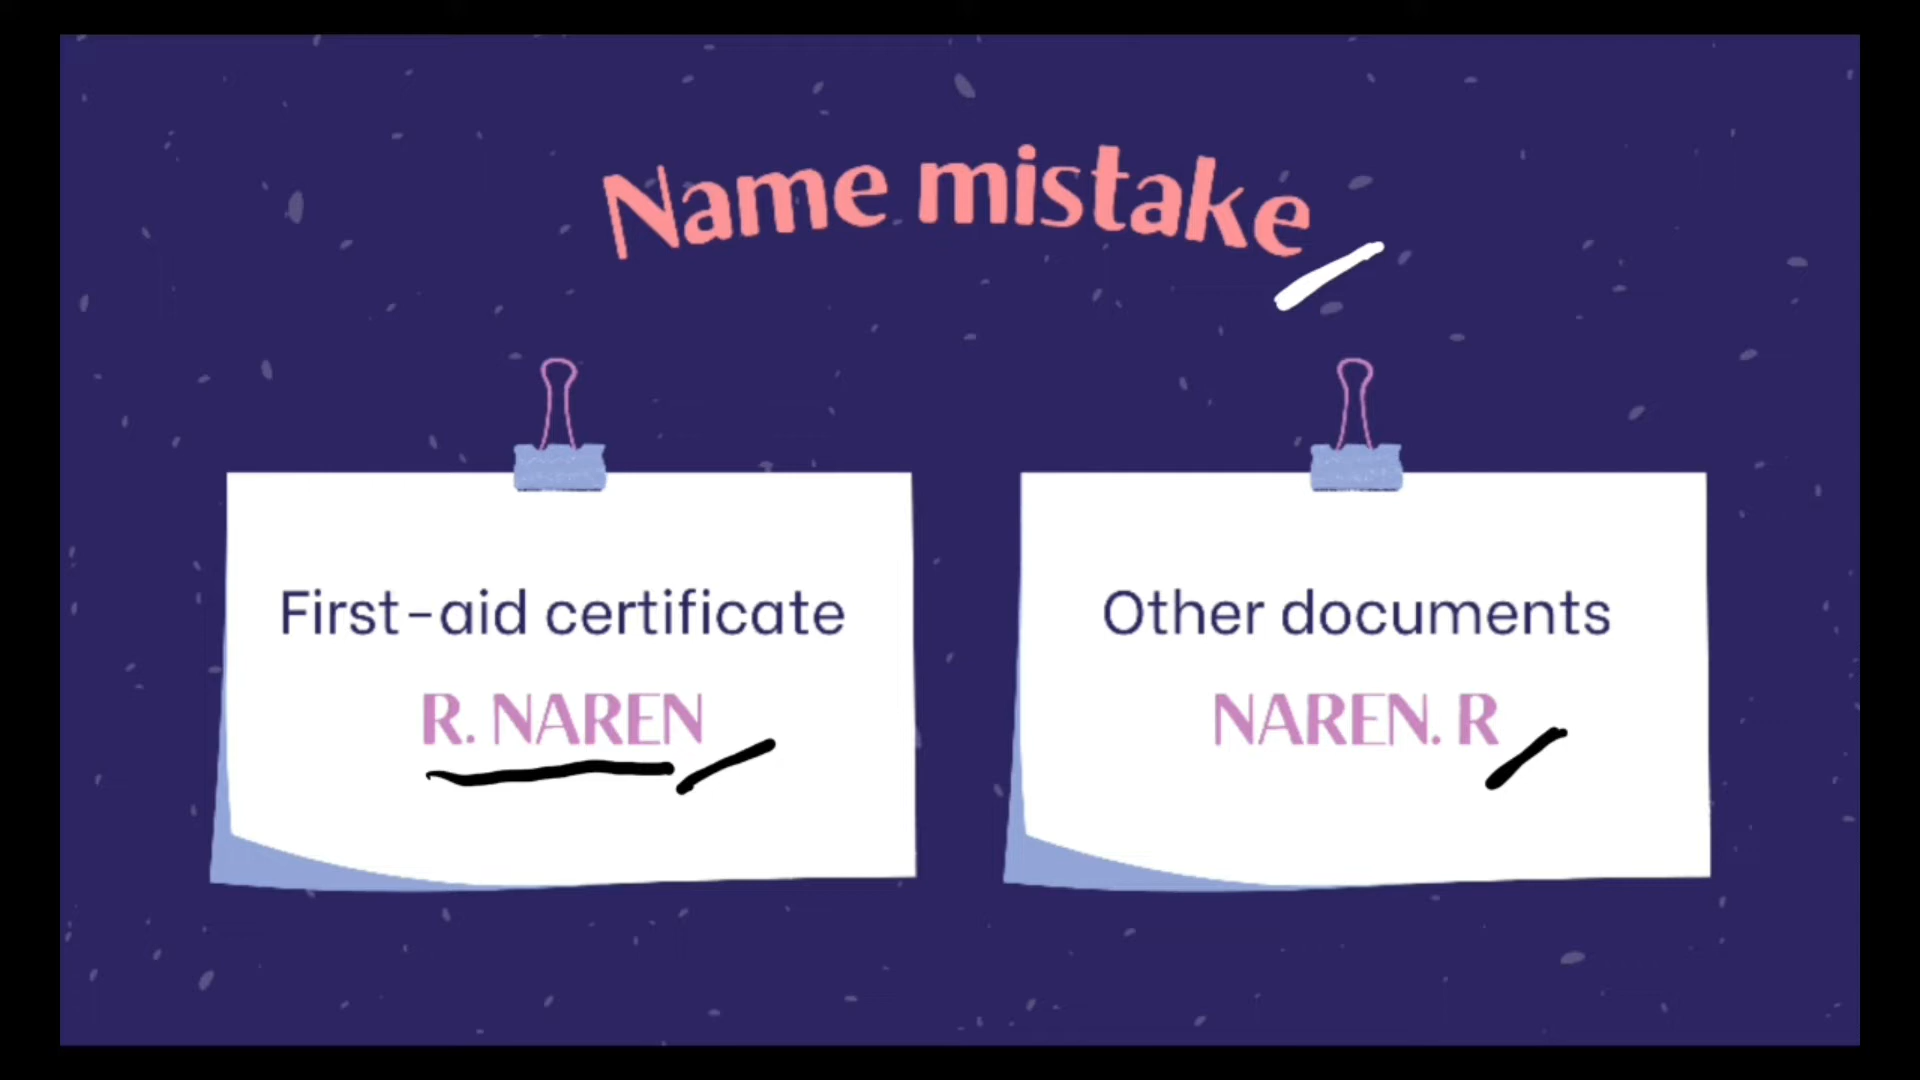 Name mistake
First-aid certificate
R. NAREN
Other documents
NAREN. R